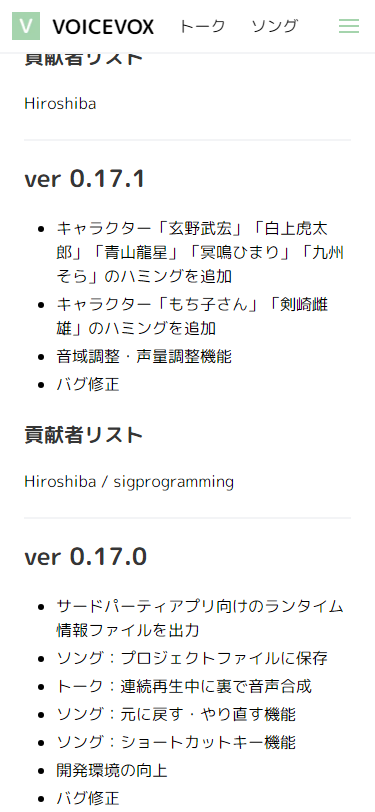 V VOICEVOX トーク ソング
貢献者リスト
Hiroshiba
ver 0.17.1
キャラクター「玄野武宏」「白上虎太
郎」「青山龍星」「冥鳴ひまり」「九州
そら」のハミングを追加
キャラクター「もち子さん」「剣崎雌
雄」のハミングを追加
音域調整・声量調整機能
バグ修正
貢献者リスト
Hiroshiba / sigprogramming
ver 0.17.0
サードパーティアプリ向けのランタイム
情報ファイルを出力
ソング：プロジェクトファイルに保存
トーク：連続再生中に裏で音声合成
ソング：元に戻す・やり直す機能
ソング：ショートカットキー機能
開発環境の向上
バグ修正